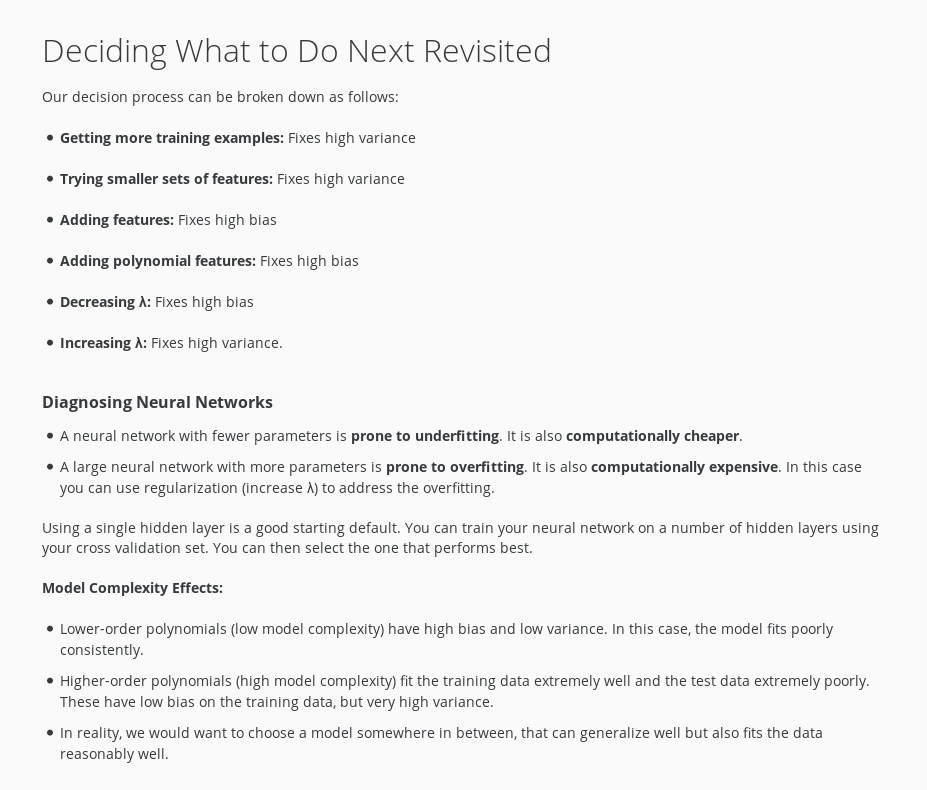 Deciding What to Do Next Revisited
Our decision process can be broken down as follows:
• Getting more training examples: Fixes high variance
• Trying smaller sets of features: Fixes high variance
• Adding features: Fixes high bias
• Adding polynomial features: Fixes high bias
• Decreasing λ: Fixes high bias
• Increasing λ: Fixes high variance.
Diagnosing Neural Networks
• A neural network with fewer parameters is prone to underfitting. It is also computationally cheaper.
• A large neural network with more parameters is prone to overfitting. It is also computationally expensive. In this case
you can use regularization (increase λ) to address the overfitting.
Using a single hidden layer is a good starting default. You can train your neural network on a number of hidden layers using
your cross validation set. You can then select the one that performs best.
Model Complexity Effects:
• Lower-order polynomials (low model complexity) have high bias and low variance. In this case, the model fits poorly
consistently.
• Higher-order polynomials (high model complexity) fit the training data extremely well and the test data extremely poorly.
These have low bias on the training data, but very high variance.
• In reality, we would want to choose a model somewhere in between, that can generalize well but also fits the data
reasonably well.